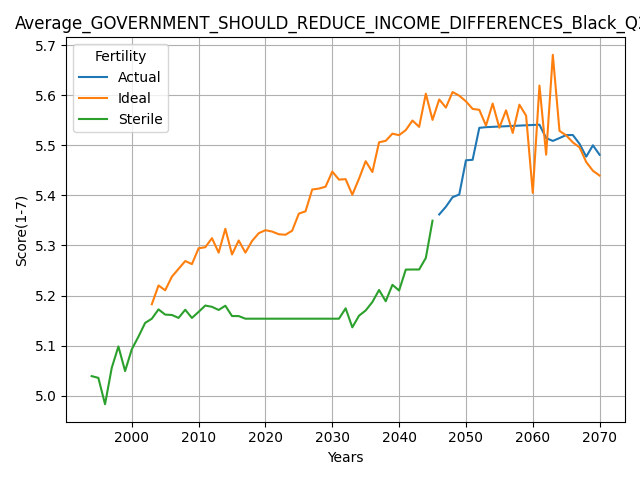 Average_GOVERNMENT_SHOULD_REDUCE_INCOME_DIFFERENCES_Black_Q
Fertility
Actual
Ideal
Sterile
Score(1-7)
5.7
5.6
5.5
5.4
5.3
5.2
5.1
5.0
2000
2010
2020
2030
2040
2050
2060
2070
Years